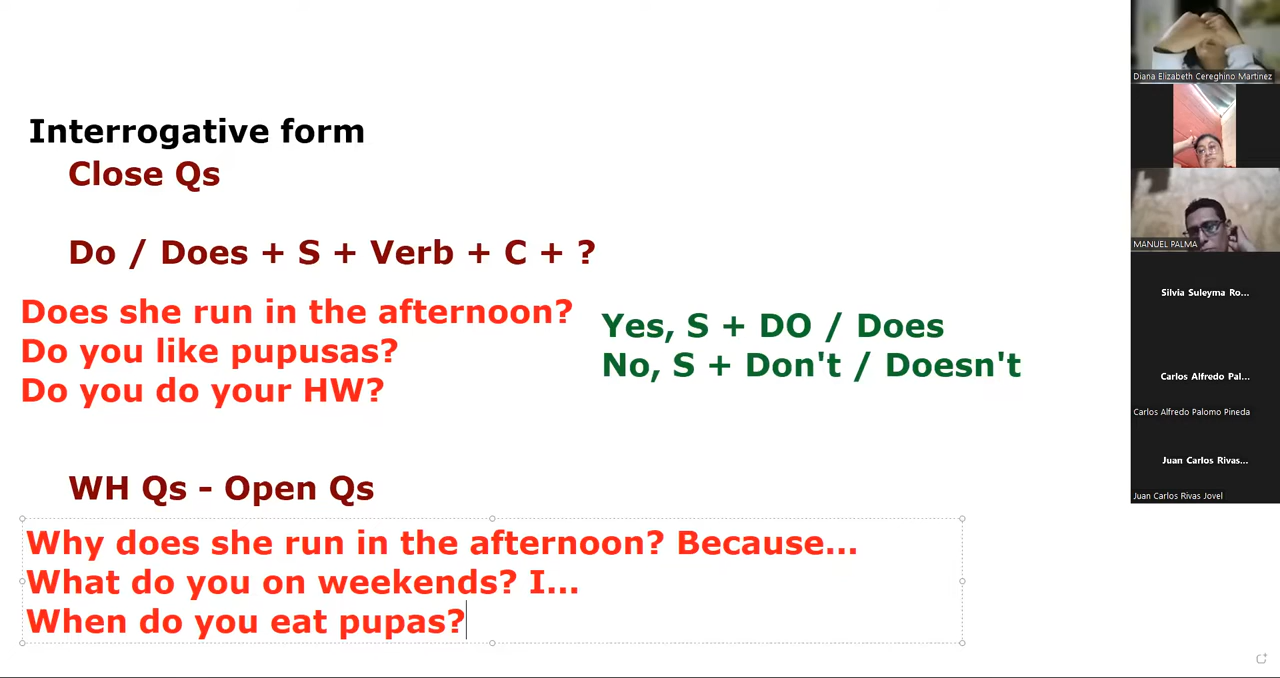 Interrogative form
Close Qs
Do / Does + S + Verb + C + ?
Does she run in the afternoon?
Do you like pupusas?
Do you do your HW?
Yes, S + DO / Does
No, S + Don't / Doesn't
WH Qs - Open Qs
Why does she run in the afternoon? Because...
What do you on weekends? I...
When do you eat pupas?
Diana Elizabeth Cereghino Martinez
MANUEL PALMA
Silvia Suleyma Ro...
Carlos Alfredo Pal...
Carlos Alfredo Palomo Pineda
Juan Carlos Rivas...
Juan Carlos Rivas Jovel